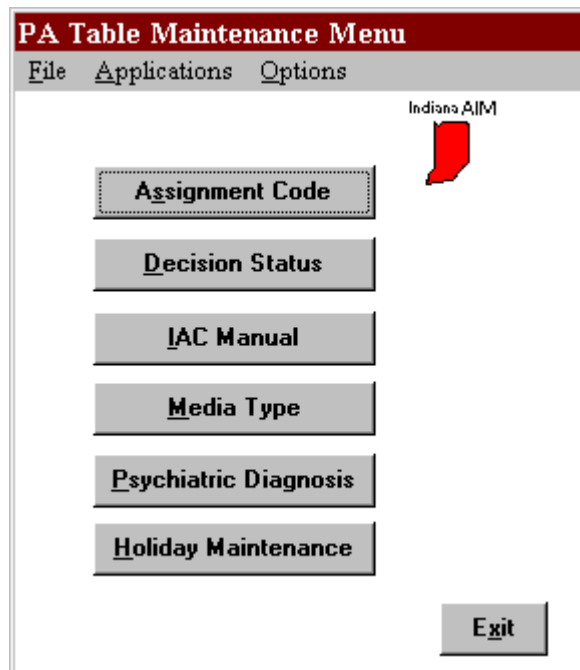 PA Table Maintenance Menu
File Applications Options
Indiana AIM
Assignment Code
Decision Status
IAC Manual
Media Type
Psychiatric Diagnosis
Holiday Maintenance
Exit